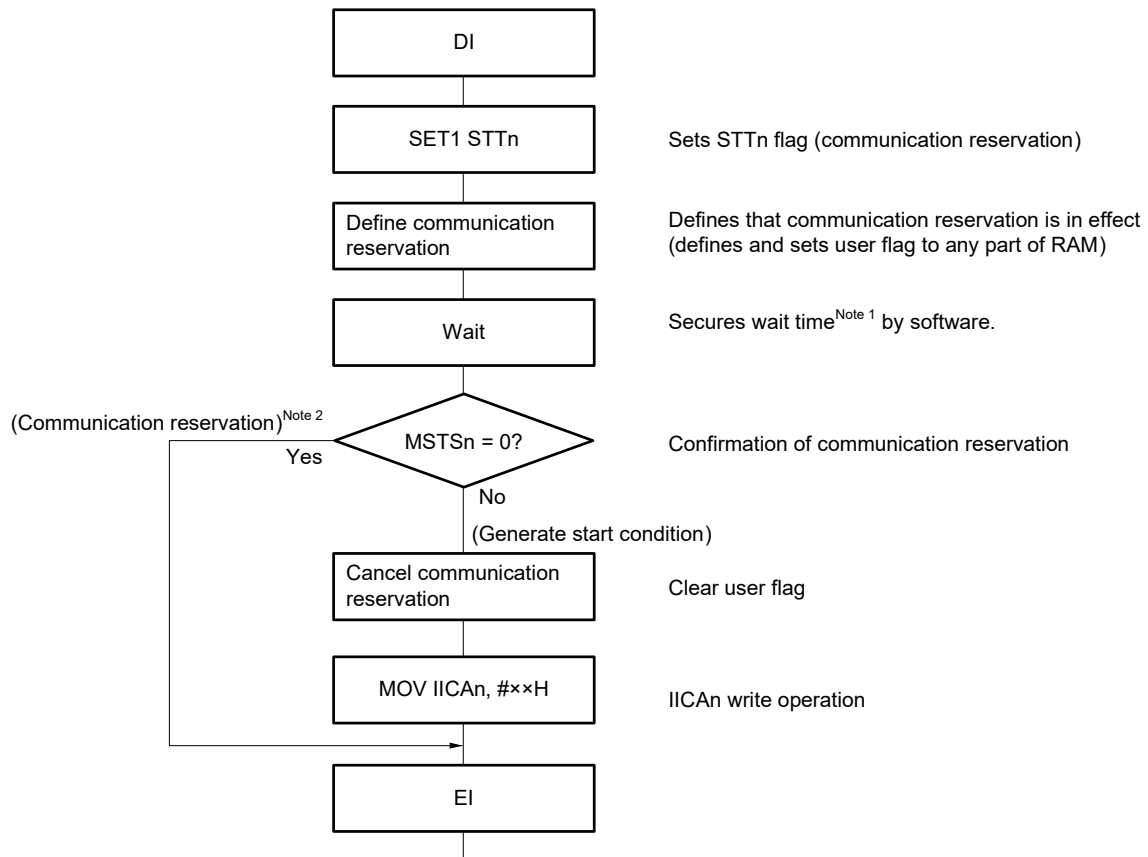 DI
SET1 STTn
Sets STTn flag (communication reservation)
Define communication
reservation
Defines that communication reservation is in effect
(defines and sets user flag to any part of RAM)
Wait
Secures wait timeNote 1 by software.
(Communication reservation)Note 2
Yes
MSTSn = 0?
Confirmation of communication reservation
No
(Generate start condition)
Cancel communication
reservation
Clear user flag
MOV IICAn, #××H
IICAn write operation
EI